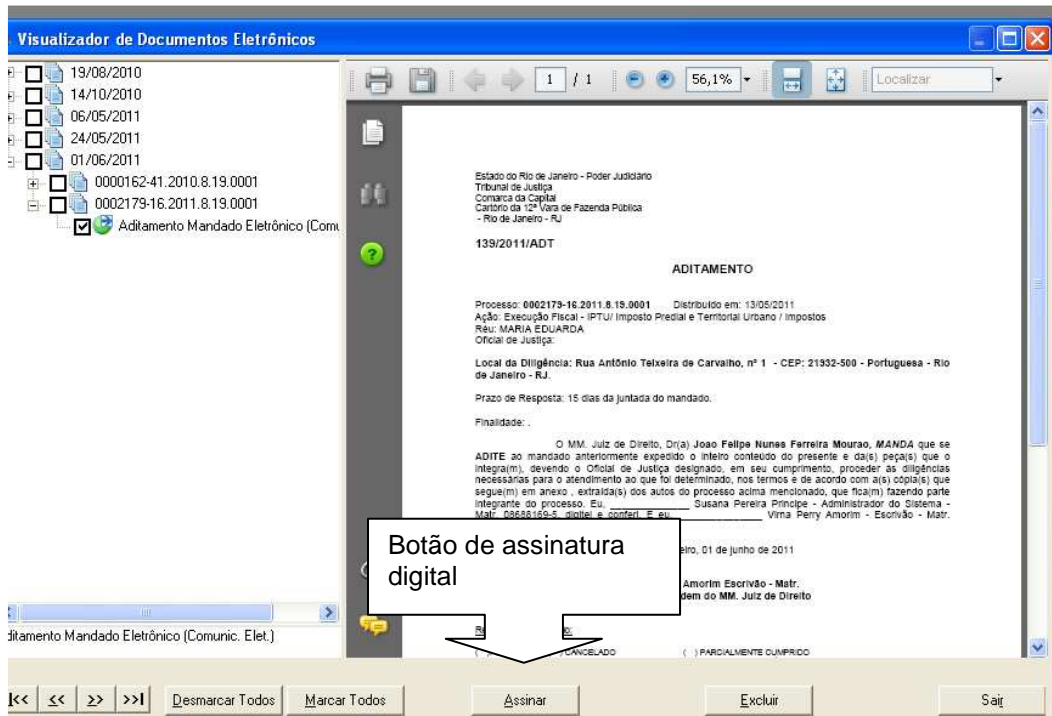 Visualizador de Documentos Eletrônicos
19/08/2010
14/10/2010
06/05/2011
24/05/2011
01/06/2011
0000162-41.2010.8.19.0001
0002179-16.2011.8.19.0001
Aditamento Mandado Eletrônico (Comu
ditamento Mandado Eletrônico (Comunic. Elet.)
1 / 1
56,1%
Localizar
Estado do Rio de Janeiro - Poder Judiciário
Tribunal de Justiça
Comarca da Capital
Cartório da 12ª Vara de Fazenda Pública
- Rio de Janeiro - RJ
139/2011/ADT
ADITAMENTO
Processo: 0002179-16.2011.8.19.0001 Distribuído em: 13/05/2011
Ação: Execução Fiscal - IPTU/ Imposto Predial e Territorial Urbano / Impostos
Réu: MARIA EDUARDA
Oficial de Justiça:
Local da Diligência: Rua Antônio Teixeira de Carvalho, nº 1 - CEP: 21932-500 - Portuguesa - Rio
de Janeiro - RJ.
Prazo de Resposta: 15 dias da juntada do mandado.
Finalidade: .
O MM. Juiz de Direito, Dr(a) Joao Felipe Nunes Ferreira Mourao, MANDA que se
ADITE ao mandado anteriormente expedido o inteiro conteúdo do presente e da(s) peça(s) que o
integra(m), devendo o Oficial de Justiça designado, em seu cumprimento, proceder às diligências
necessárias para o atendimento ao que foi determinado, nos termos e de acordo com a(s) cópia(s) que
segue(m) em anexo , extraída(s) dos autos do processo acima mencionado, que fica(m) fazendo parte
integrante do processo. Eu, ______________ Susana Pereira Principe - Administrador do Sistema -
Matr. 08688169-5, digitei e conferi. E eu, ______________ Virna Perry Amorim - Escrivão - Matr.
eiro, 01 de junho de 2011
Amorim Escrivão - Matr.
dem do MM. Juiz de Direito
CANCELADO ( ) PARCIALMENTE CUMPRIDO
Botão de assinatura
digital
|<< << >> >>| Desmarcar Todos Marcar Todos Assinar Excluir Sair